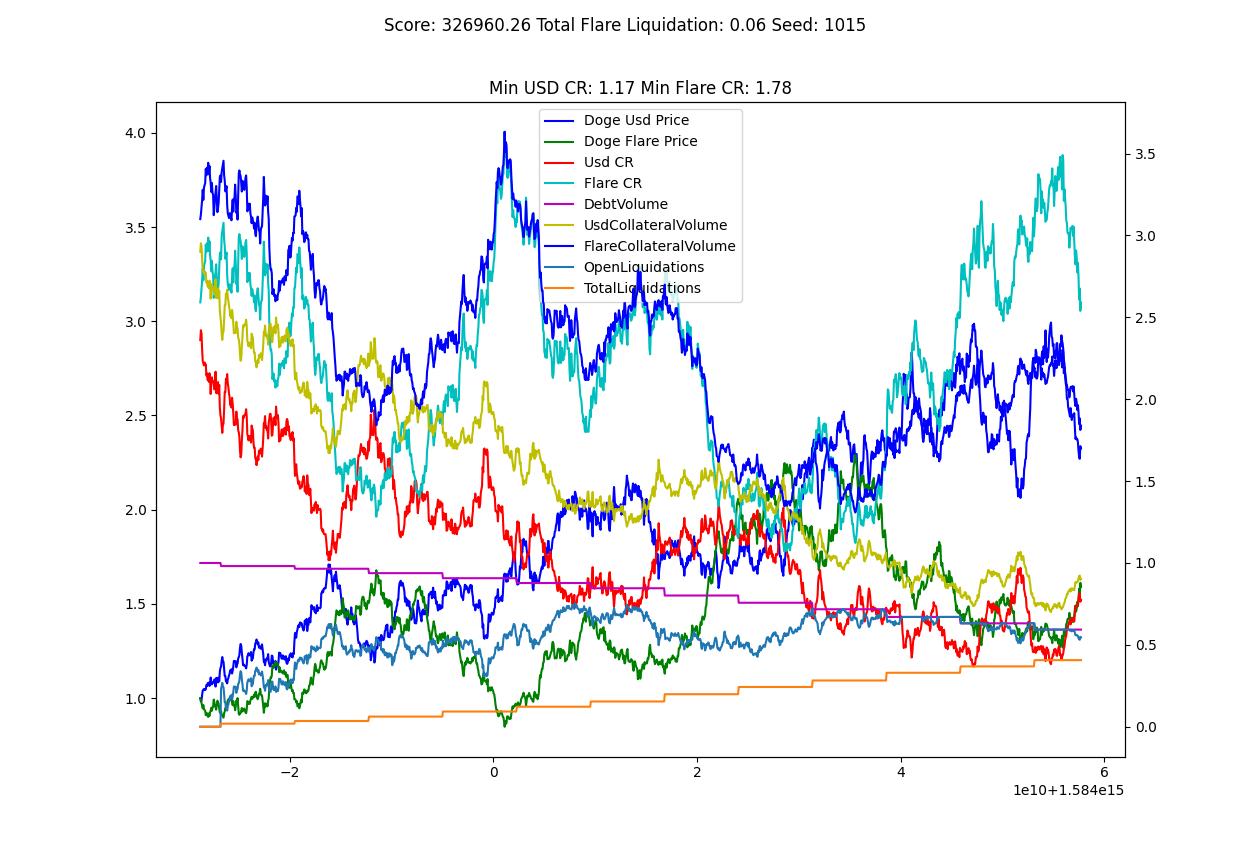 Score: 326960.26 Total Flare Liquidation: 0.06 Seed: 1015
Min USD CR: 1.17 Min Flare CR: 1.78
Doge Usd Price
Doge Flare Price
Usd CR
Flare CR
DebtVolume
UsdCollateralVolume
FlareCollateralVolume
OpenLiquidations
TotalLiquidations
4.0
3.5
3.0
2.5
2.0
1.5
1.0
3.5
3.0
2.5
2.0
1.5
1.0
0.5
0.0
−2
0
2
4
6
1e10+1.584e15